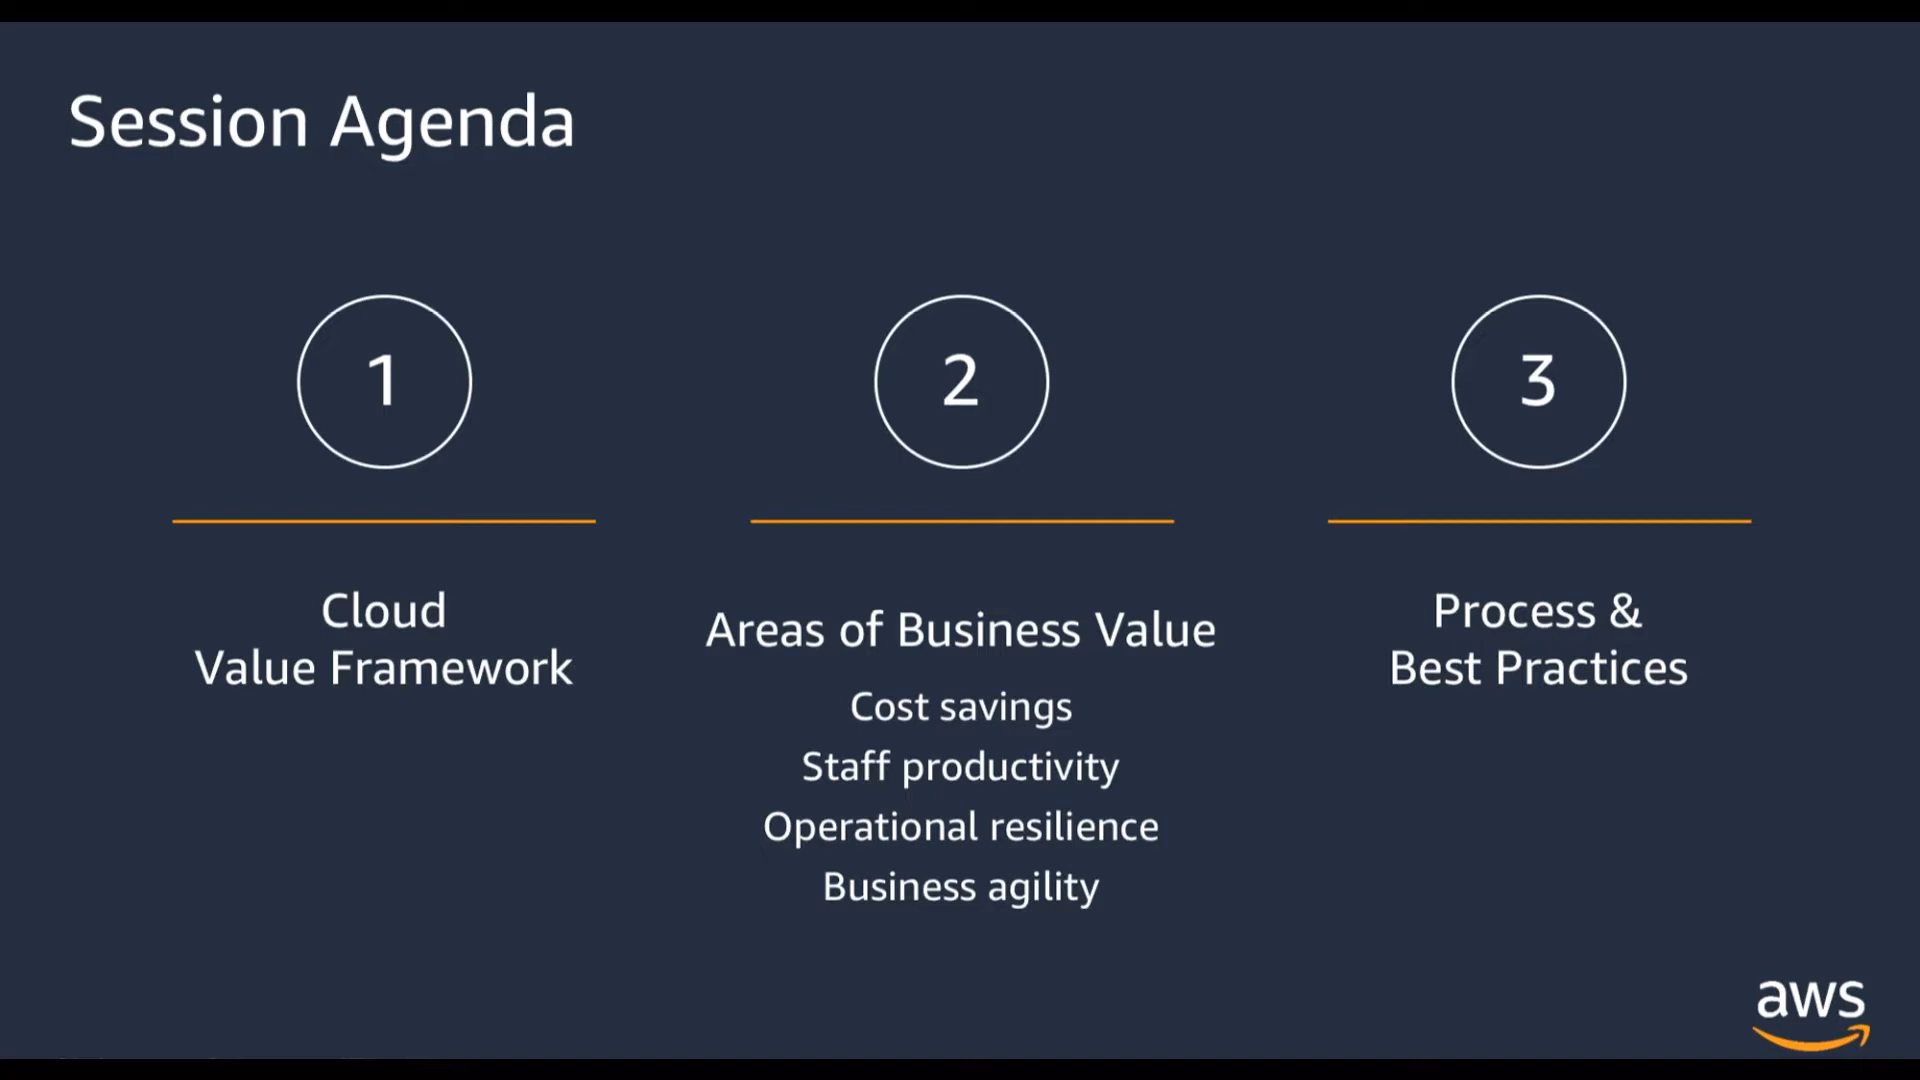 Session Agenda
1
2
3
Cloud
Value Framework
Areas of Business Value
Cost savings
Staff productivity
Operational resilience
Business agility
Process &
Best Practices
aws